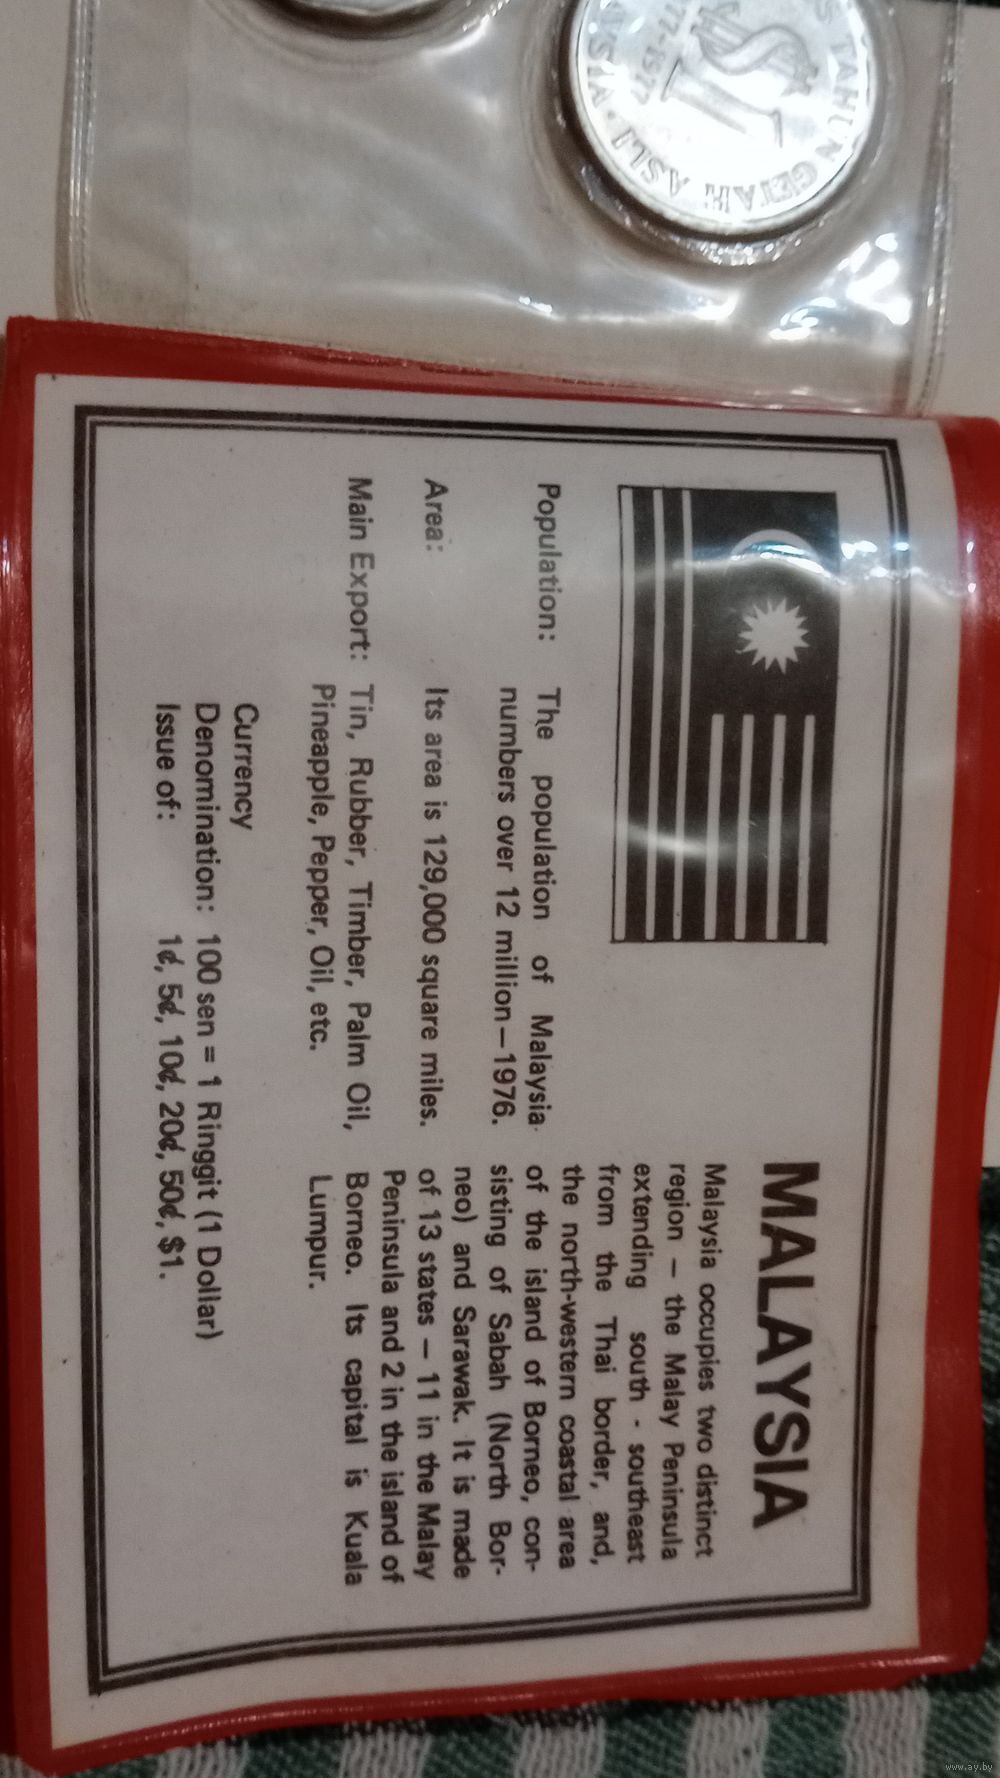 S TAHUN GETAH ASLI
77-1977
AYSIA
MALAYSIA
Malaysia occupies two distinct
region – the Malay Peninsula
extending south - southeast
from the Thai border, and,
the north-western coastal area
of the island of Borneo, con-
sisting of Sabah (North Bor-
neo) and Sarawak. It is made
of 13 states – 11 in the Malay
Peninsula and 2 in the island of
Borneo. Its capital is Kuala
Lumpur.
Population: The population of Malaysia
numbers over 12 million—1976.
Area: Its area is 129,000 square miles.
Main Export: Tin, Rubber, Timber, Palm Oil,
Pineapple, Pepper, Oil, etc.
Currency
Denomination: 100 sen = 1 Ringgit (1 Dollar)
Issue of: 1¢, 5¢, 10¢, 20¢, 50¢, $1.
www.ay.by